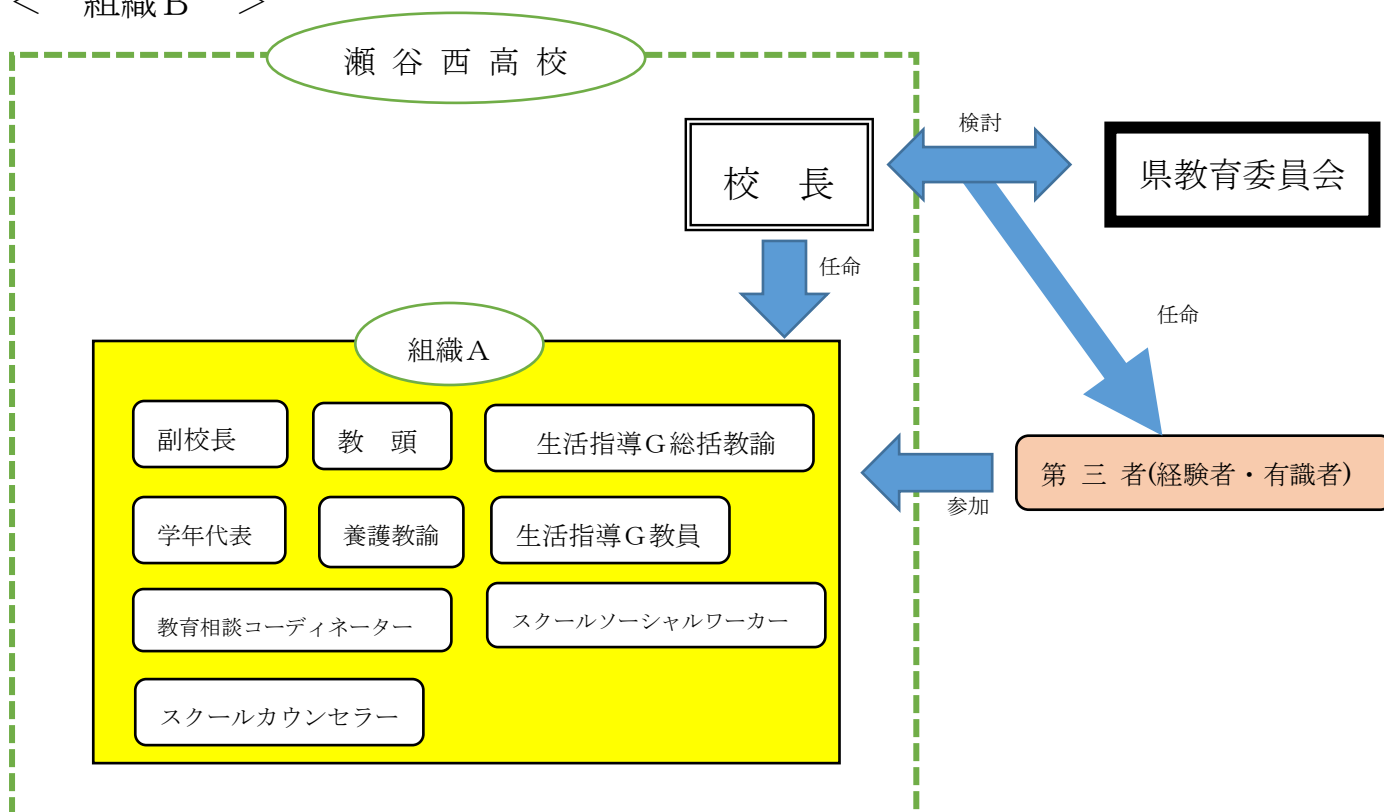 ＜　組織Ｂ　＞
瀬 谷 西 高 校
検討
校　長
県教育委員会
任命
任命
組織Ａ
副校長
教　頭
生活指導Ｇ総括教諭
第 三 者(経験者・有識者)
参加
学年代表
養護教諭
生活指導Ｇ教員
教育相談コーディネーター
スクールソーシャルワーカー
スクールカウンセラー